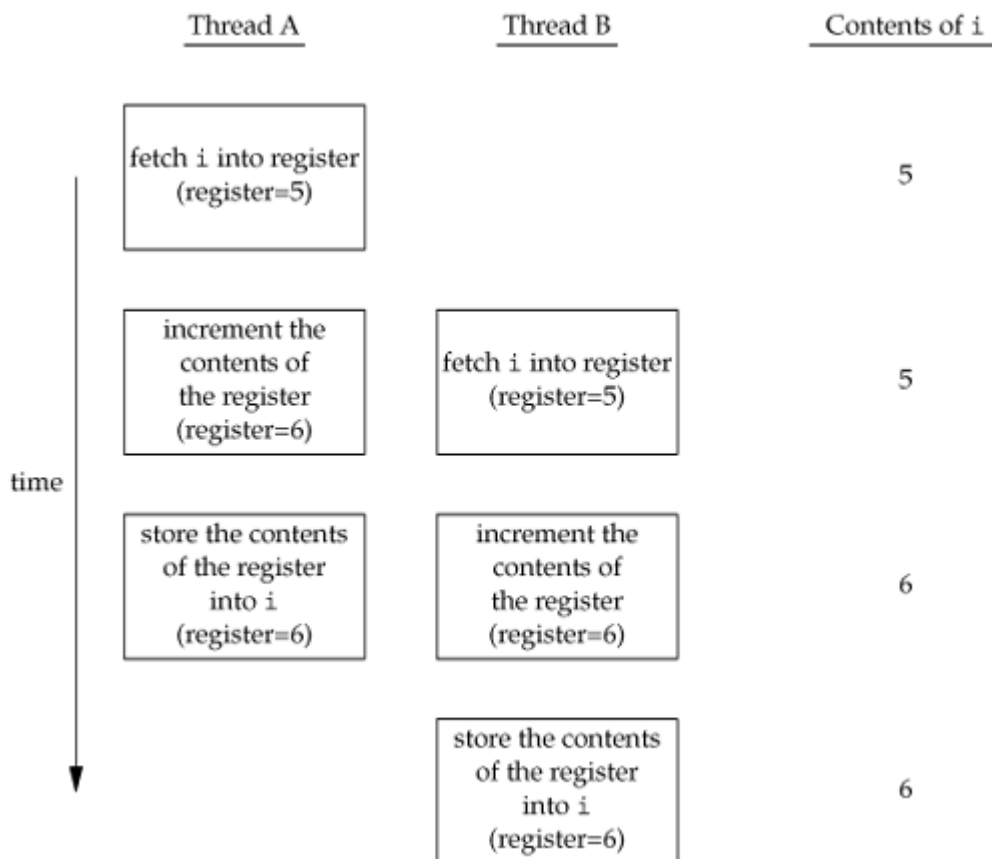 Thread A
Thread B
Contents of i
fetch i into register
(register=5)
5
increment the
contents of
the register
(register=6)
fetch i into register
(register=5)
5
time
store the contents
of the register
into i
(register=6)
increment the
contents of
the register
(register=6)
6
store the contents
of the register
into i
(register=6)
6